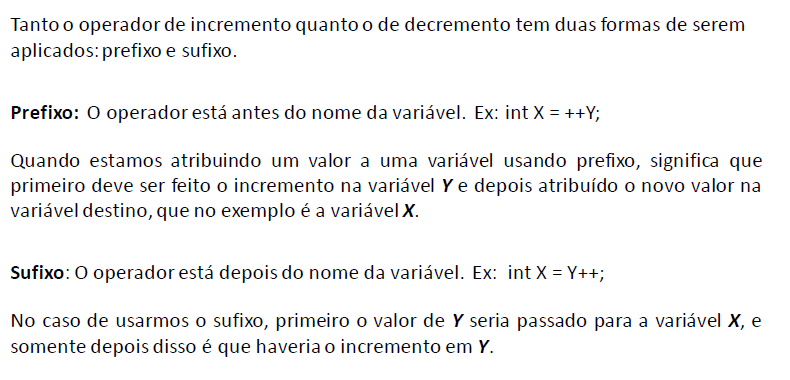 Tanto o operador de incremento quanto o de decremento tem duas formas de serem
aplicados: prefixo e sufixo.
Prefixo: O operador está antes do nome da variável. Ex: int X = ++Y;
Quando estamos atribuindo um valor a uma variável usando prefixo, significa que
primeiro deve ser feito o incremento na variável Y e depois atribuído o novo valor na
variável destino, que no exemplo é a variável X.
Sufixo: O operador está depois do nome da variável. Ex: int X = Y++;
No caso de usarmos o sufixo, primeiro o valor de Y seria passado para a variável X, e
somente depois disso é que haveria o incremento em Y.